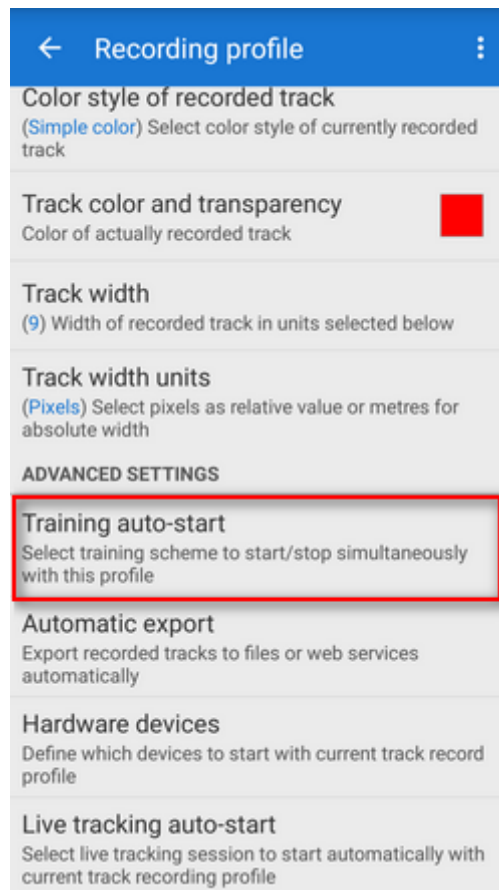 Recording profile
Color style of recorded track
(Simple color) Select color style of currently recorded
track
Track color and transparency
Color of actually recorded track
Track width
(9) Width of recorded track in units selected below
Track width units
(Pixels) Select pixels as relative value or metres for
absolute width
ADVANCED SETTINGS
Training auto-start
Select training scheme to start/stop simultaneously
with this profile
Automatic export
Export recorded tracks to files or web services
automatically
Hardware devices
Define which devices to start with current track record
profile
Live tracking auto-start
Select live tracking session to start automatically with
current track recording profile